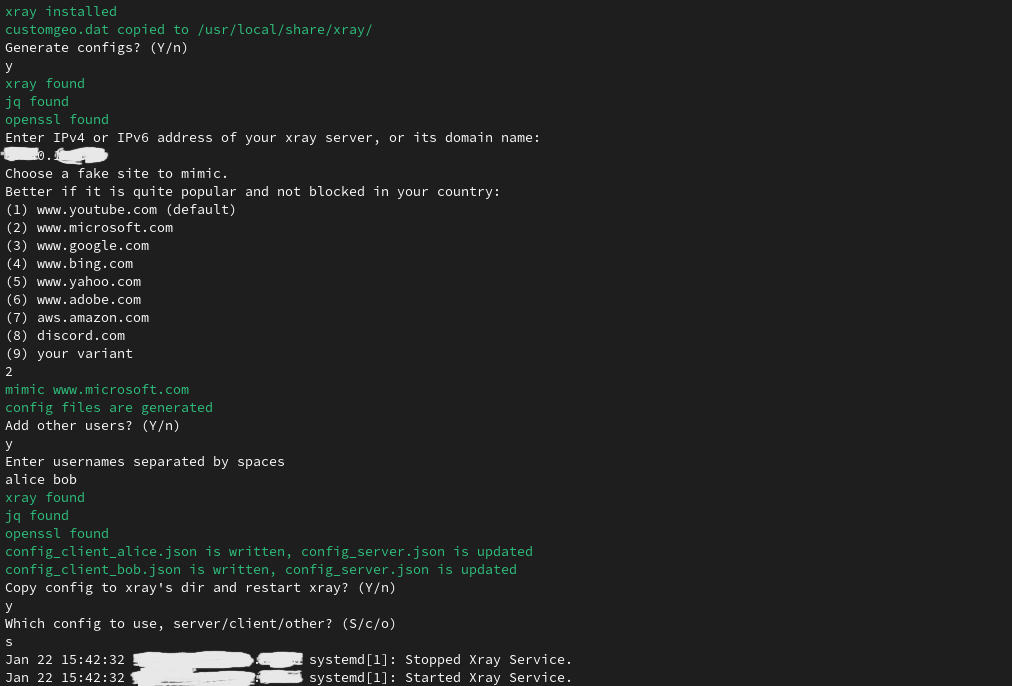 xray installed
customgeo.dat copied to /usr/local/share/xray/
Generate configs? (Y/n)
y
xray found
jq found
openssl found
Enter IPv4 or IPv6 address of your xray server, or its domain name:
0.
Choose a fake site to mimic.
Better if it is quite popular and not blocked in your country:
(1) www.youtube.com (default)
(2) www.microsoft.com
(3) www.google.com
(4) www.bing.com
(5) www.yahoo.com
(6) www.adobe.com
(7) aws.amazon.com
(8) discord.com
(9) your variant
2
mimic www.microsoft.com
config files are generated
Add other users? (Y/n)
y
Enter usernames separated by spaces
alice bob
xray found
jq found
openssl found
config_client_alice.json is written, config_server.json is updated
config_client_bob.json is written, config_server.json is updated
Copy config to xray's dir and restart xray? (Y/n)
y
Which config to use, server/client/other? (S/c/o)
s
Jan 22 15:42:32 systemd[1]: Stopped Xray Service.
Jan 22 15:42:32 systemd[1]: Started Xray Service.